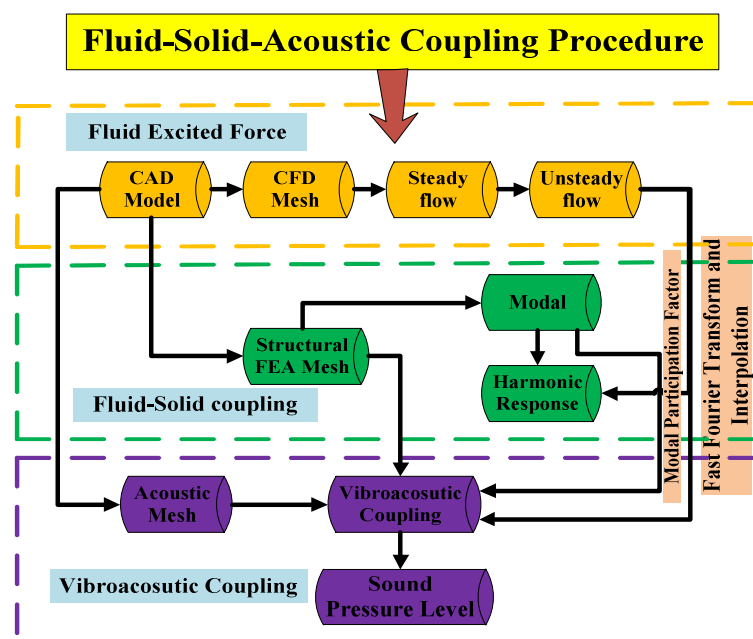 Fluid-Solid-Acoustic Coupling Procedure
Fluid Excited Force
CAD
Model
CFD
Mesh
Steady
flow
Unsteady
flow
Modal
Structural
FEA Mesh
Harmonic
Response
Fluid-Solid coupling
Modal Participation Factor
Fast Fourier Transform and
Interpolation
Acoustic
Mesh
Vibroacosutic
Coupling
Vibroacosutic Coupling
Sound
Pressure Level